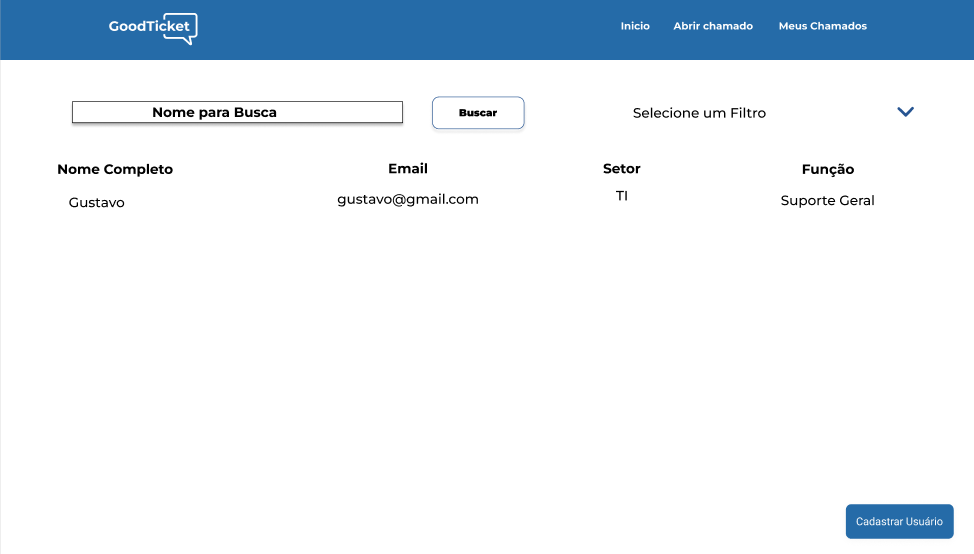 GoodTicket
Inicio Abrir chamado Meus Chamados
Nome para Busca Buscar Selecione um Filtro
Nome Completo Email Setor Função
Gustavo gustavo@gmail.com TI Suporte Geral
Cadastrar Usuário